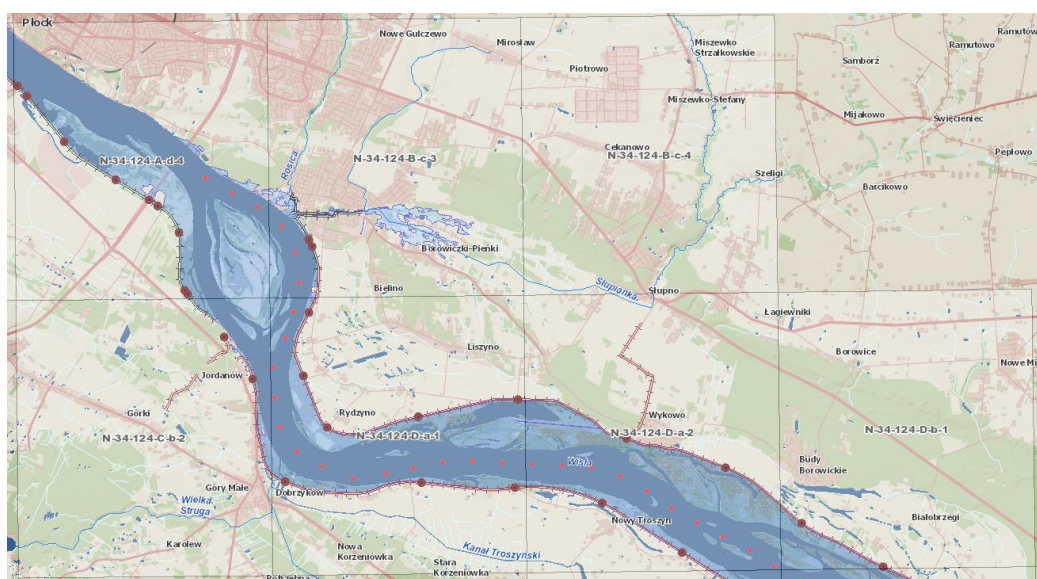 Płock
Nowe Gulczewo
Mirosław
Miszewko
Strzałkowskie
Ramutowo
Ramutów
Samborz
Piotrowo
Miszewko-Stefany
Mijakowo
Święcieniec
Rosica
N-34-124-A-d-4
N-34-124-B-c-3
Cekanowo
N-34-124-B-c-4
Pepłowo
Szeligi
Barcikowo
Borowiczki-Pieńki
Bielino
Słupianka
Słupno
Łagiewniki
Liszyno
Borowice
Nowe Mi
Jordanów
Górki
Rydzyno
Wykowo
N-34-124-C-b-2
N-34-124-D-a-1
N-34-124-D-a-2
N-34-124-D-b-1
Wisła
Budy
Borowickie
Góry Małe
Dobrzyków
Wielka
Struga
Nowy Troszyn
Białobrzegi
Karolew
Nowa
Korzeniówka
Kanał Troszyński
Stara
Korzeniówka
Potrzebna